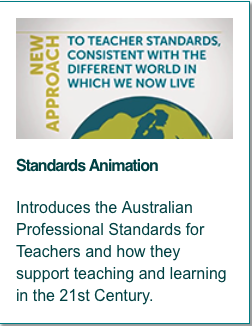 NEW
APPROACH
TO TEACHER STANDARDS,
CONSISTENT WITH THE
DIFFERENT WORLD IN
WHICH WE NOW LIVE
Standards Animation
Introduces the Australian
Professional Standards for
Teachers and how they
support teaching and learning
in the 21st Century.